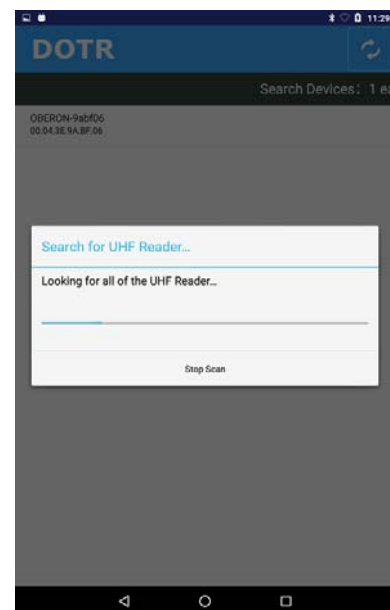 11:29
DOTR
Search Devices: 1 ea
OBERON-9abf06
00:04:3E:9A:BF:06
Search for UHF Reader...
Looking for all of the UHF Reader...
Stop Scan